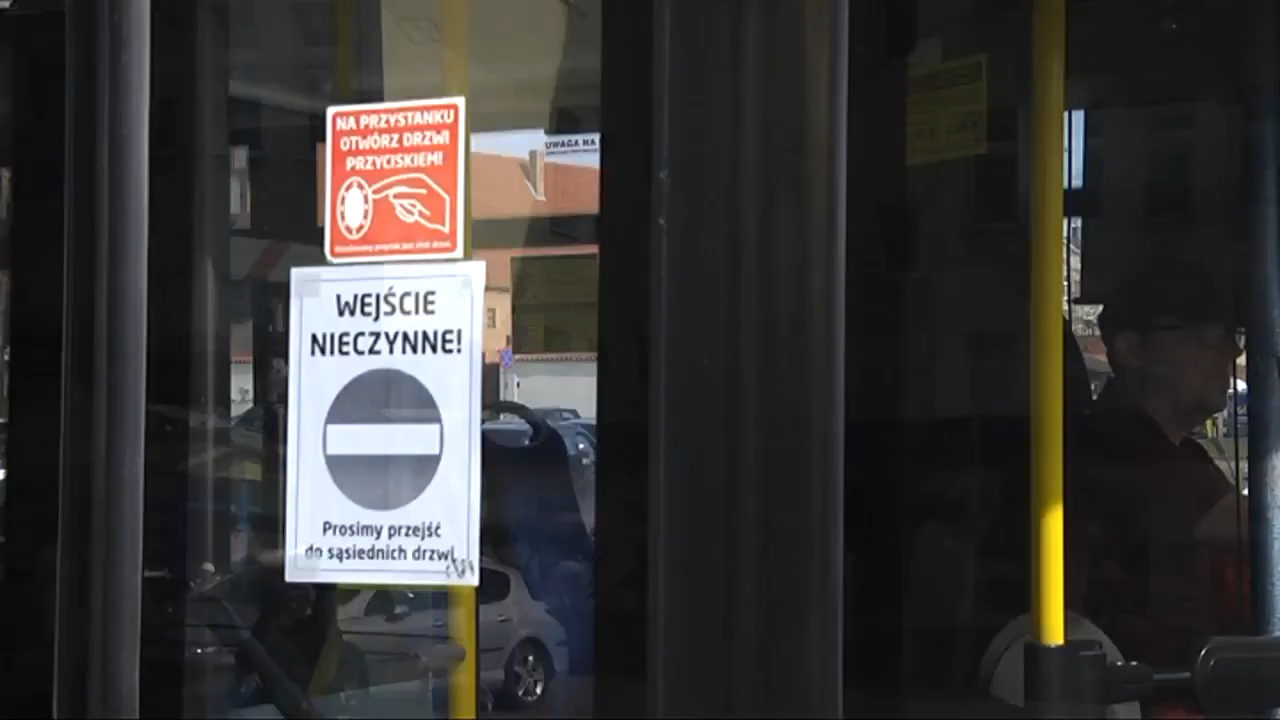 NA PRZYSTANKU
OTWÓRZ DRZWI
PRZYCISKIEM!
UWAGA NA
WEJŚCIE
NIECZYNNE!
Prosimy przejść
do sąsiednich drzwi